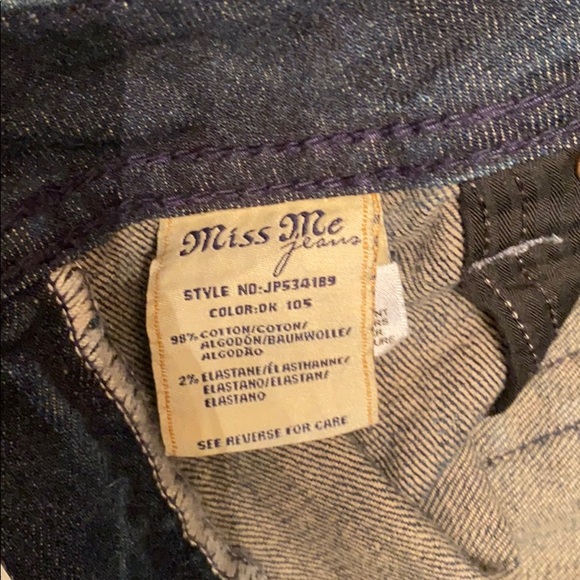 Miss Me
Jeans
STYLE NO:JP534189
COLOR:DK 105
98% COTTON/COTON/
ALGODÓN/BAUMWOLLE/
ALGODÃO
2% ELASTANE/ÉLASTHANNE/
ELASTANO/ELASTAN/
ELASTANO
SEE REVERSE FOR CARE